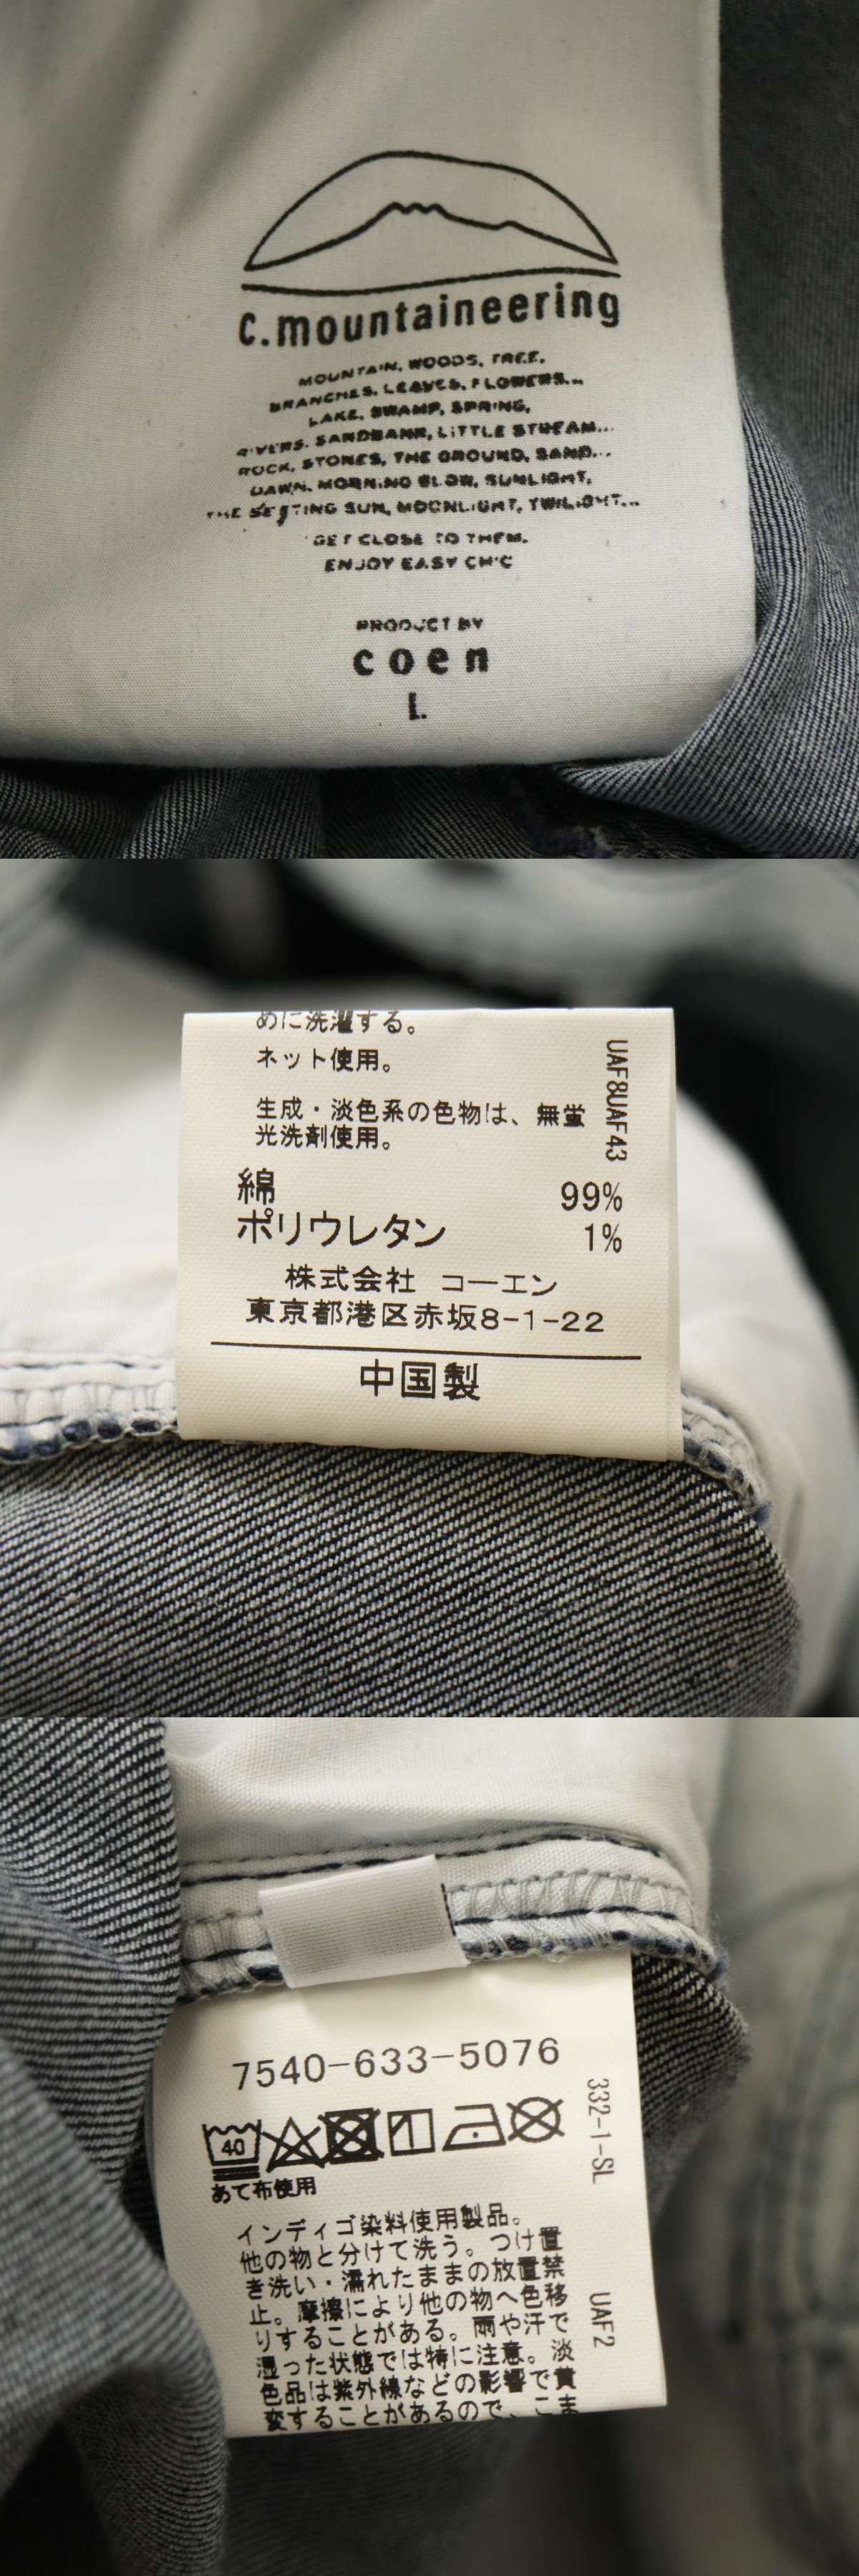 c.mountaineering
MOUNTAIN, WOODS, TREE,
BRANCHES, LEAVES, FLOWERS...
LAKE, SWAMP, SPRING,
RIVERS, SANDBANK, LITTLE STREAM...
ROCK, STONES, THE GROUND, SAND...
DAWN, MORNING GLOW, SUNLIGHT,
THE SETTING SUN, MOONLIGHT, TWILIGHT...
GET CLOSE TO THEM.
ENJOY EASY CHIC
PRODUCT BY
coen
L
めに洗濯する。
ネット使用。
生成・淡色系の色物は、無蛍
光洗剤使用。
UAF8UAF43
綿 99%
ポリウレタン 1%
株式会社 コーエン
東京都港区赤坂8-1-22
中国製
7540-633-5076
40
あて布使用
332-1-SL
UAF2
インディゴ染料使用製品。
他の物と分けて洗う。つけ置
き洗い・濡れたままの放置禁
止。摩擦により他の物へ色移
りすることがある。雨や汗で
湿った状態では特に注意。淡
色品は紫外線などの影響で黄
変することがあるので、こま